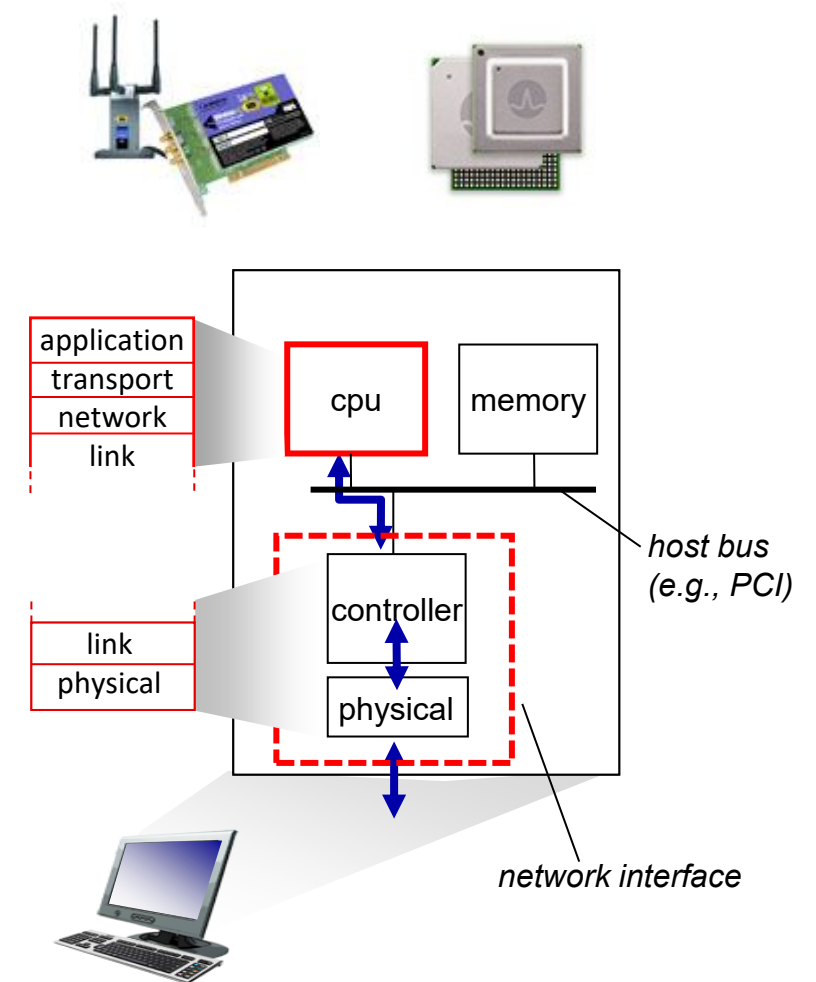 application
transport
network
link
cpu
memory
host bus
(e.g., PCI)
controller
link
physical
physical
network interface